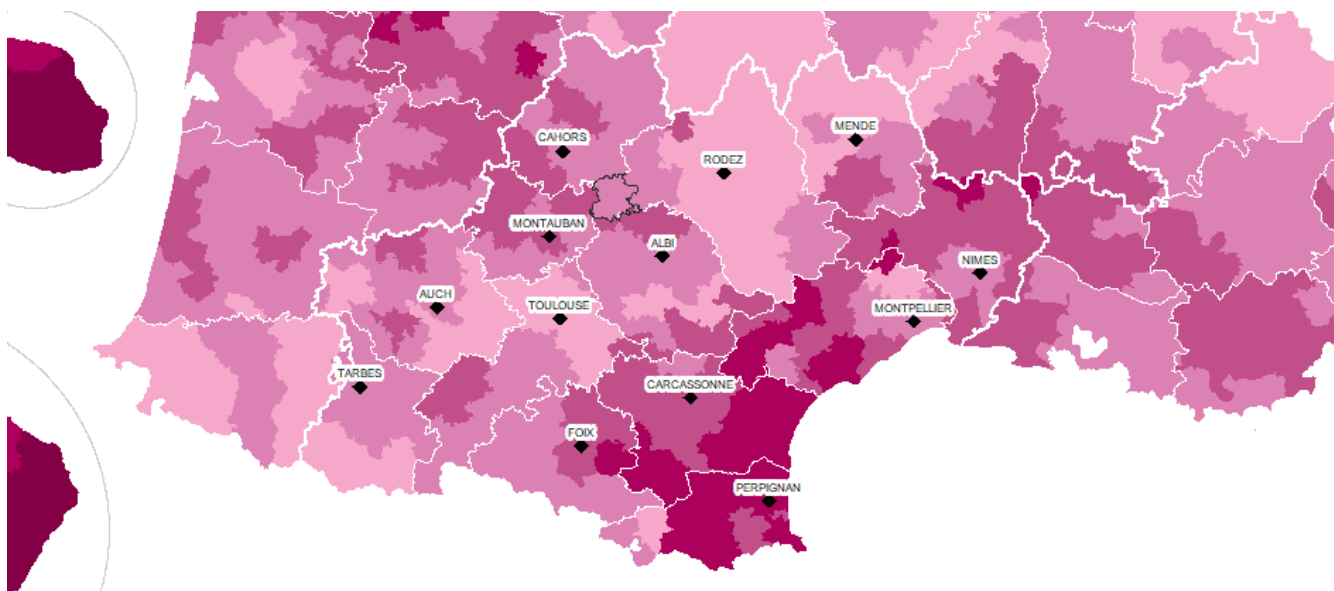 MENDE
CAHORS
RODEZ
MONTAUBAN
ALBI
NIMES
AUCH
TOULOUSE
MONTPELLIER
TARBES
CARCASSONNE
FOIX
PERPIGNAN